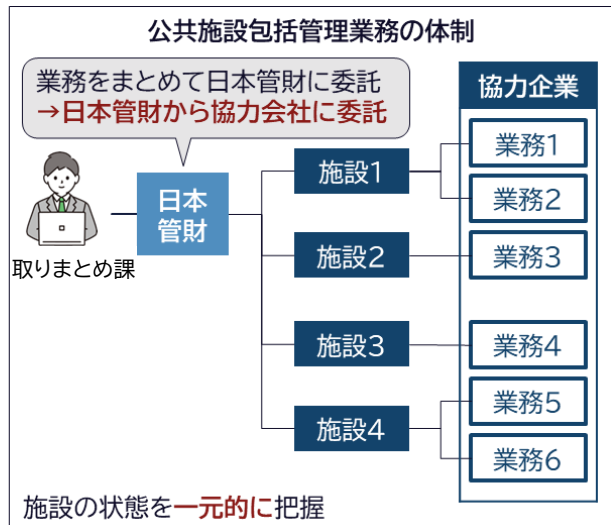 公共施設包括管理業務の体制
業務をまとめて日本管財に委託
→日本管財から協力会社に委託
取りまとめ課
日本
管財
施設1
施設2
施設3
施設4
協力企業
業務1
業務2
業務3
業務4
業務5
業務6
施設の状態を一元的に把握